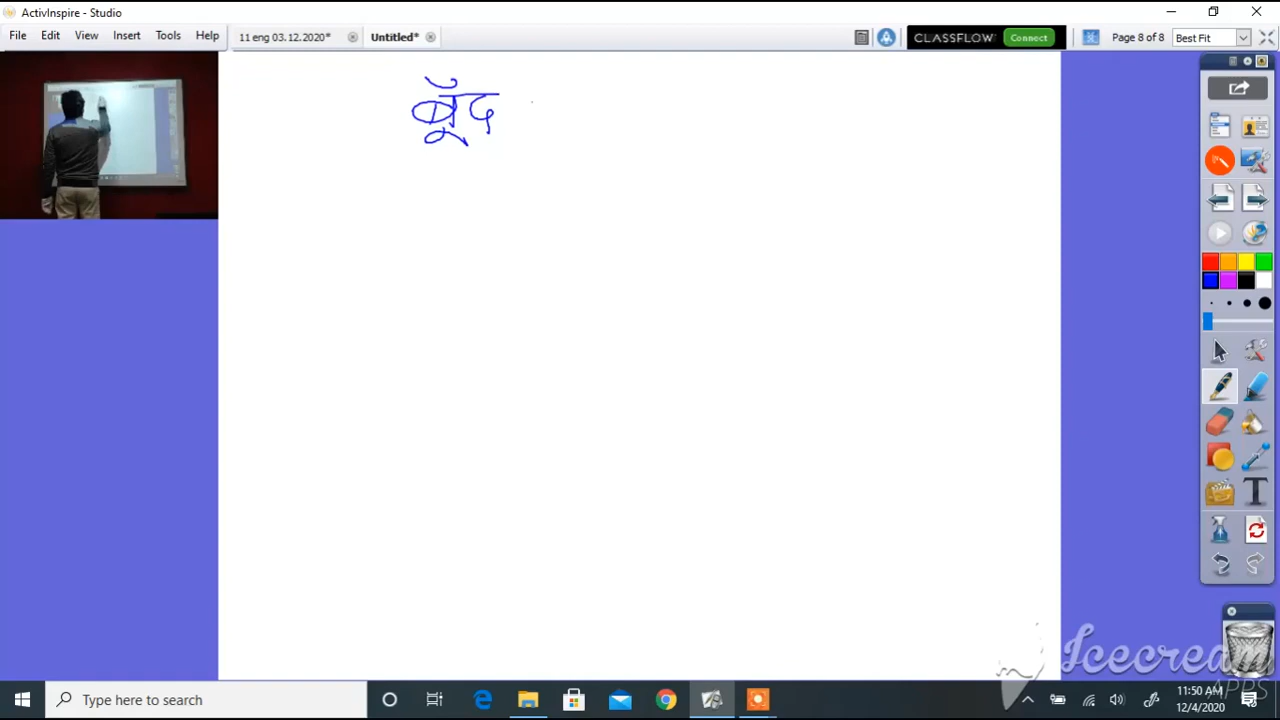 ActivInspire - Studio
File Edit View Insert Tools Help 11 eng 03.12.2020* Untitled* CLASSFLOW Connect Page 8 of 8 Best Fit
बूँद
T
Icecream
APPS
Type here to search
11:50 AM
12/4/2020